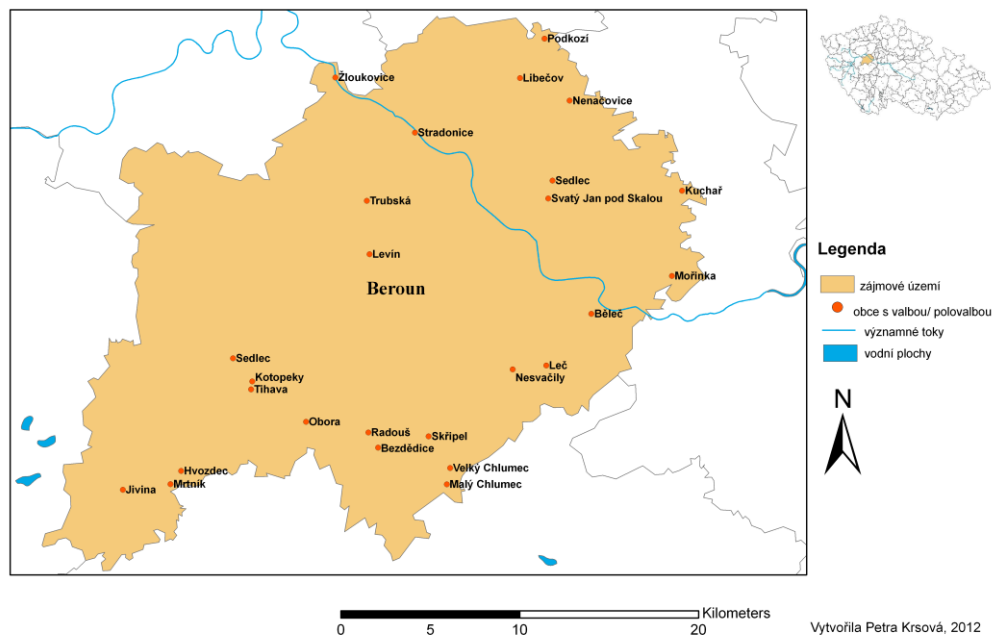 Podkozí
Žloukovice
Libečov
Nenačovice
Stradonice
Sedlec
Kuchař
Svatý Jan pod Skalou
Trubská
Levín
Mořinka
Beroun
Běleč
Sedlec
Leč
Nesvačily
Kotopeky
Tihava
Obora
Radouš
Skřipel
Bezdědice
Velký Chlumec
Hvozdec
Mrtník
Malý Chlumec
Jivina
Legenda
zájmové území
obce s valbou/ polovalbou
významné toky
vodní plochy
N
Kilometers
0 5 10 20
Vytvořila Petra Krsová, 2012